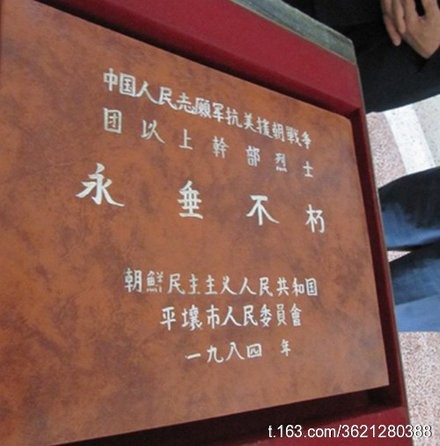 中国人民志願军抗美援朝戰争
团以上幹部烈士
永垂不朽
朝鮮民主主义人民共和国
平壤市人民委員會
一九八四年
t.163.com/3621280388